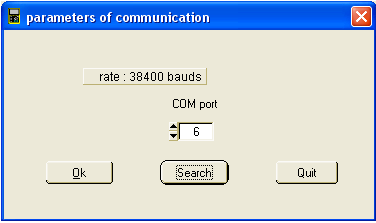 parameters of communication
rate : 38400 bauds
COM port
6
Ok Search Quit